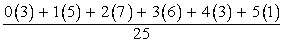 0(3) + 1(5) + 2(7) + 3(6) + 4(3) + 5(1)
25